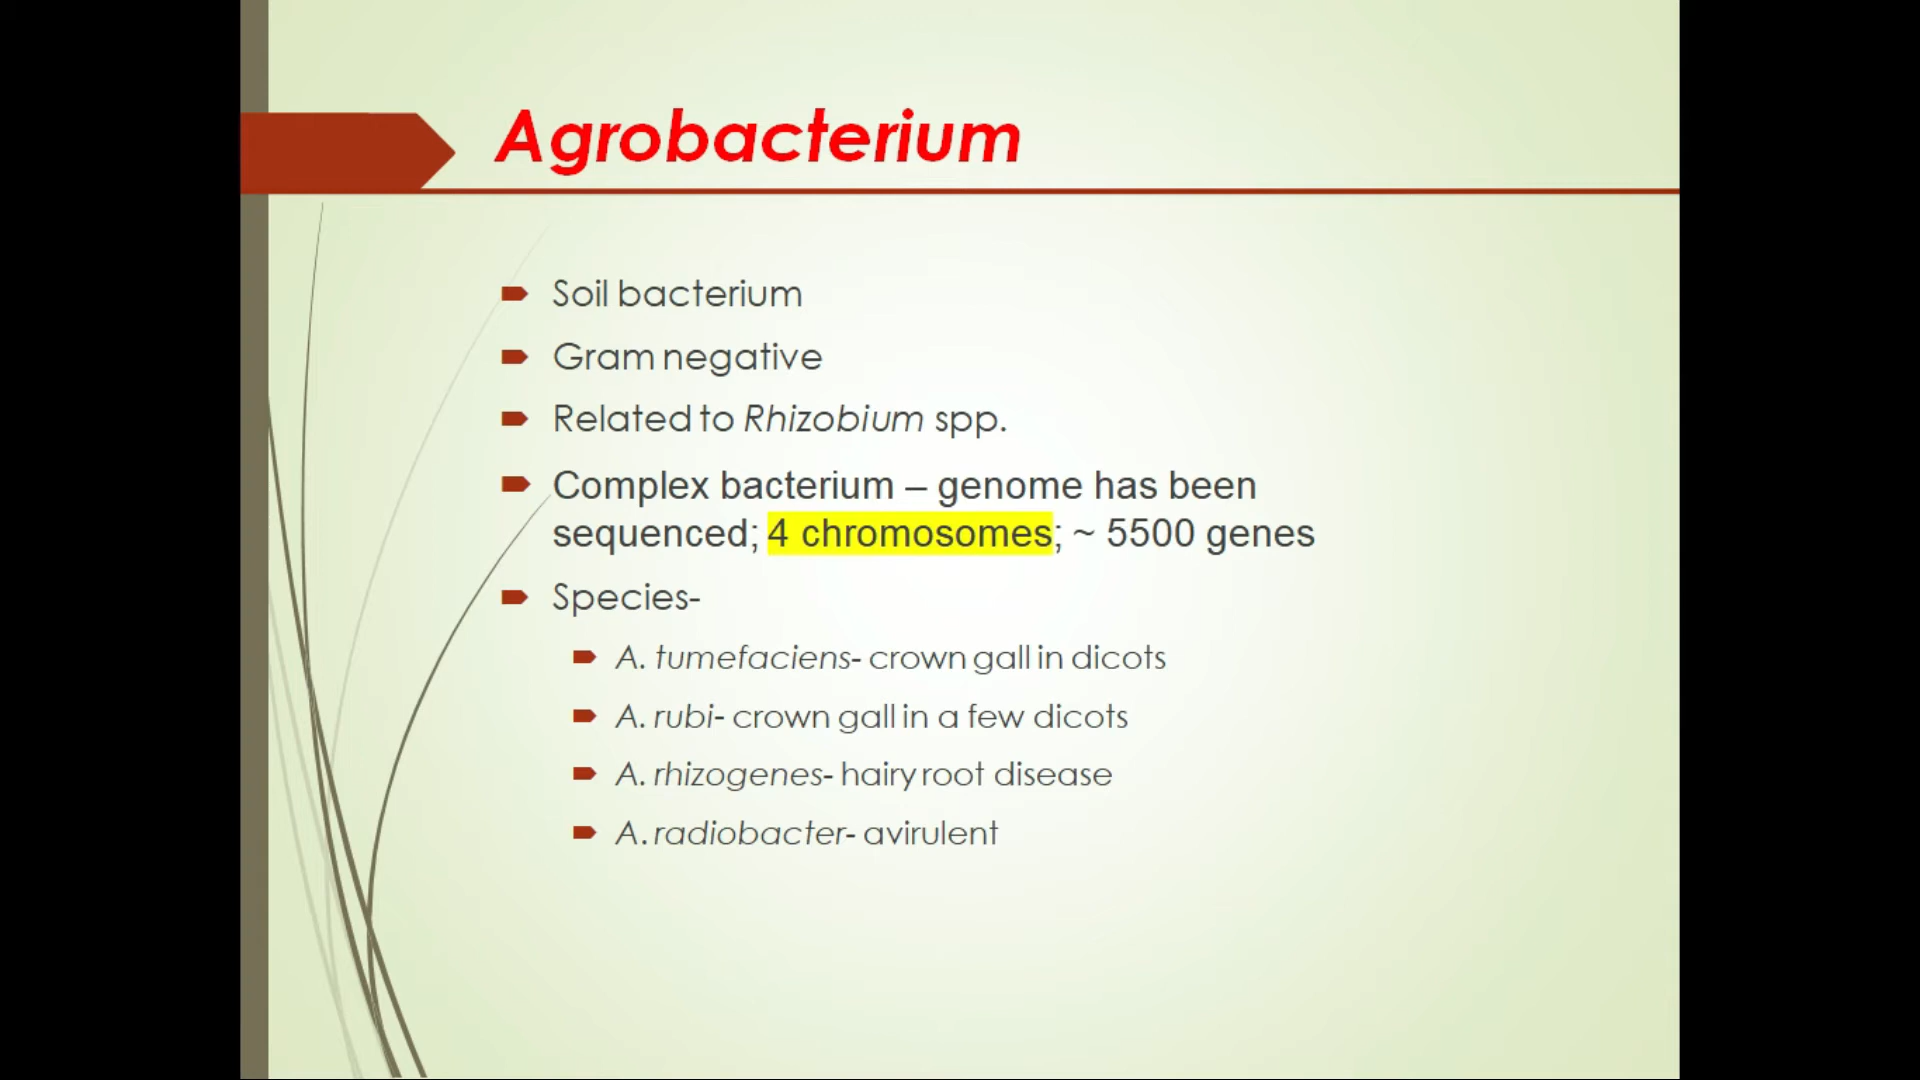 Agrobacterium
Soil bacterium
Gram negative
Related to Rhizobium spp.
Complex bacterium – genome has been
sequenced; 4 chromosomes; ~ 5500 genes
Species-
A. tumefaciens- crown gall in dicots
A. rubi- crown gall in a few dicots
A. rhizogenes- hairy root disease
A. radiobacter- avirulent